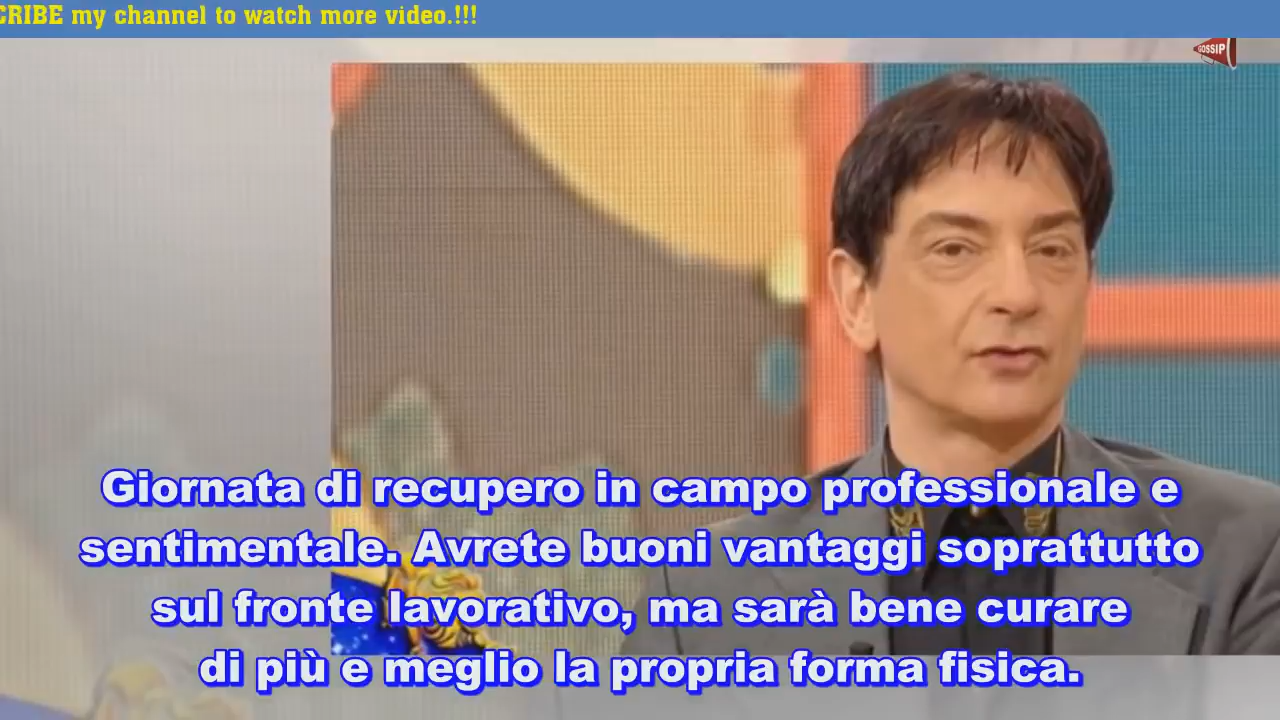 CRIBE my channel to watch more video.!!!
GOSSIP
Giornata di recupero in campo professionale e
sentimentale. Avrete buoni vantaggi soprattutto
sul fronte lavorativo, ma sarà bene curare
di più e meglio la propria forma fisica.